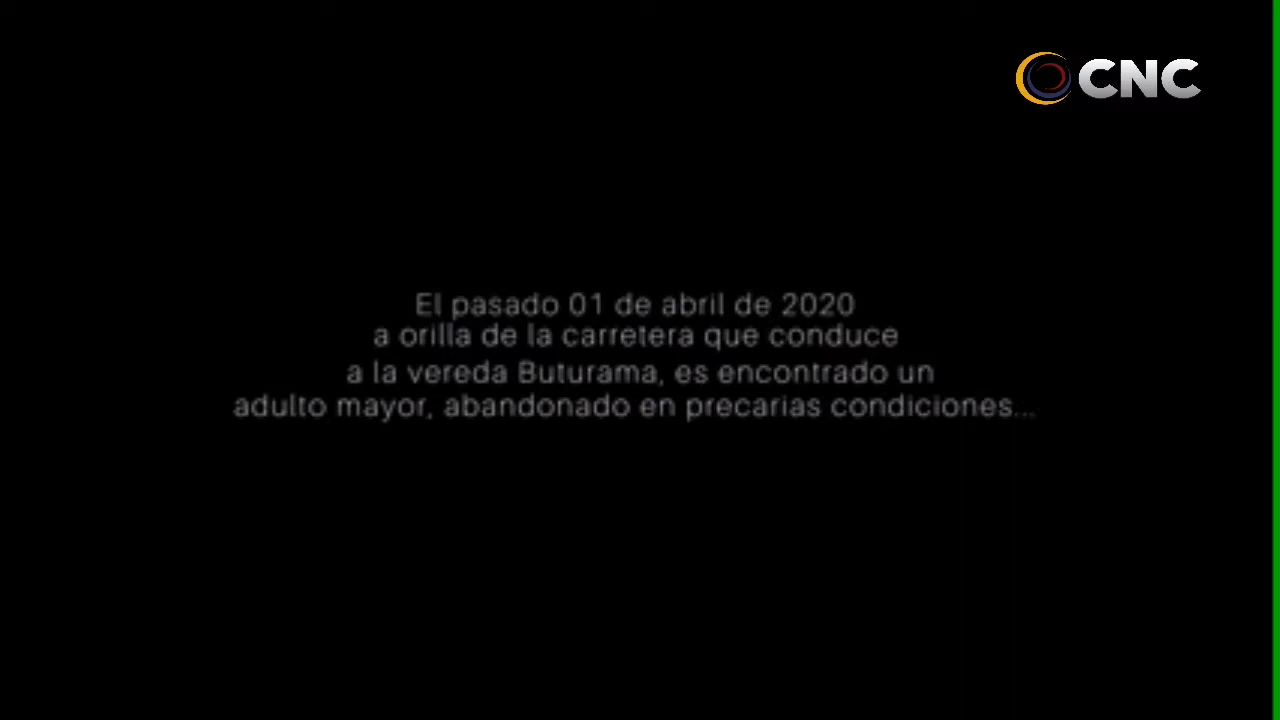 CNC
El pasado 01 de abril de 2020
a orilla de la carretera que conduce
a la vereda Buturama, es encontrado un
adulto mayor, abandonado en precarias condiciones...